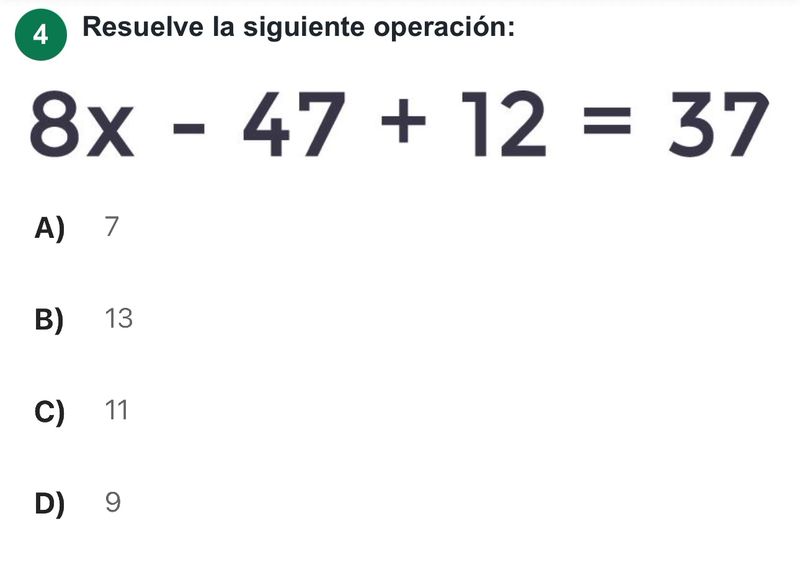 4 Resuelve la siguiente operación:
8x - 47 + 12 = 37
A) 7
B) 13
C) 11
D) 9